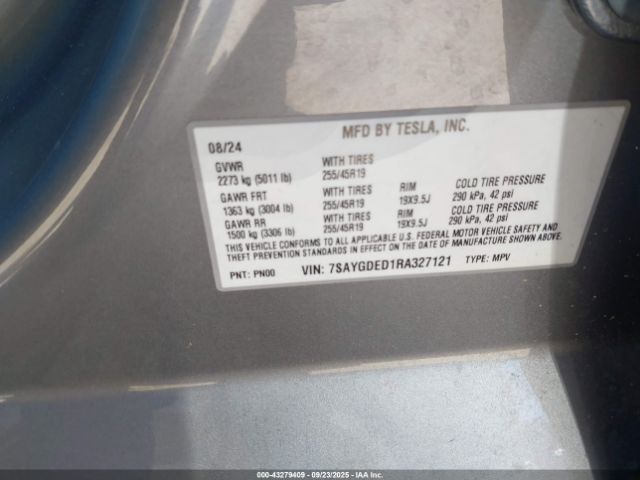 MFD BY TESLA, INC.
08/24
GVWR WITH TIRES
2273 kg (5011 lb) 255/45R19
GAWR FRT WITH TIRES RIM COLD TIRE PRESSURE
1363 kg (3004 lb) 255/45R19 19X9.5J 290 kPa, 42 psi
GAWR RR WITH TIRES RIM COLD TIRE PRESSURE
1500 kg (3306 lb) 255/45R19 19X9.5J 290 kPa, 42 psi
THIS VEHICLE CONFORMS TO ALL APPLICABLE U.S. FEDERAL MOTOR VEHICLE SAFETY AND
THEFT PREVENTION STANDARDS IN EFFECT ON THE DATE OF MANUFACTURE SHOWN ABOVE.
PNT: PN00 VIN: 7SAYGDED1RA327121 TYPE: MPV
000-43279409 - 09/23/2025 - IAAI.COM